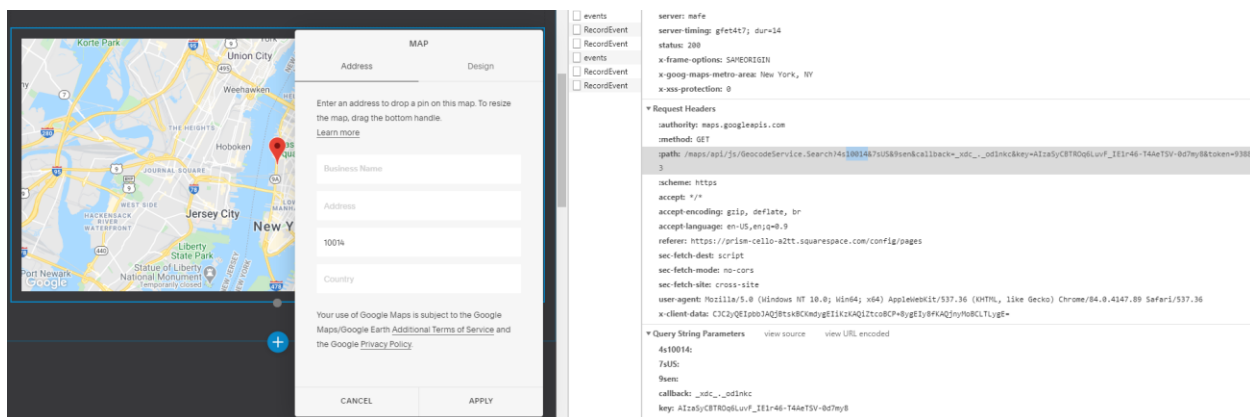 Korte Park
Union City
Weehawken
THE HEIGHTS
Hoboken
JOURNAL SQUARE
WEST SIDE
Jersey City
HACKENSACK
RIVER
WATERFRONT
New Y
Liberty
State Park
Statue of Liberty
National Monument
Temporarily closed
Port Newark
Google
NEW JERSEY
NEW YORK
495
280
78
440
478
9A
MAP
Address
Design
Enter an address to drop a pin on this map. To resize
the map, drag the bottom handle.
Learn more
Business Name
Address
10014
Country
Your use of Google Maps is subject to the Google
Maps/Google Earth Additional Terms of Service and
the Google Privacy Policy.
CANCEL
APPLY
events
RecordEvent
RecordEvent
events
RecordEvent
RecordEvent
server: mafe
server-timing: gfet4t7; dur=14
status: 200
x-frame-options: SAMEORIGIN
x-goog-maps-metro-area: New York, NY
x-xss-protection: 0
Request Headers
:authority: maps.googleapis.com
:method: GET
:path: /maps/api/js/GeocodeService.Search?4s10014&7sUS&9sen&callback=_xdc_._od1nkc&key=AIzaSyCBTROq6Luvf_IE1r46-T4AeTSV-0d7my8&token=9388
3
:scheme: https
accept: */*
accept-encoding: gzip, deflate, br
accept-language: en-US,en;q=0.9
referer: https://prism-cello-a2tt.squarespace.com/config/pages
sec-fetch-dest: script
sec-fetch-mode: no-cors
sec-fetch-site: cross-site
user-agent: Mozilla/5.0 (Windows NT 10.0; Win64; x64) AppleWebKit/537.36 (KHTML, like Gecko) Chrome/84.0.4147.89 Safari/537.36
Query String Parameters
view source
view URL encoded
4s10014:
7sUS:
9sen:
callback: _xdc_._od1nkc
key: AIzaSyCBTROq6Luvf_IE1r46-T4AeTSV-0d7my8